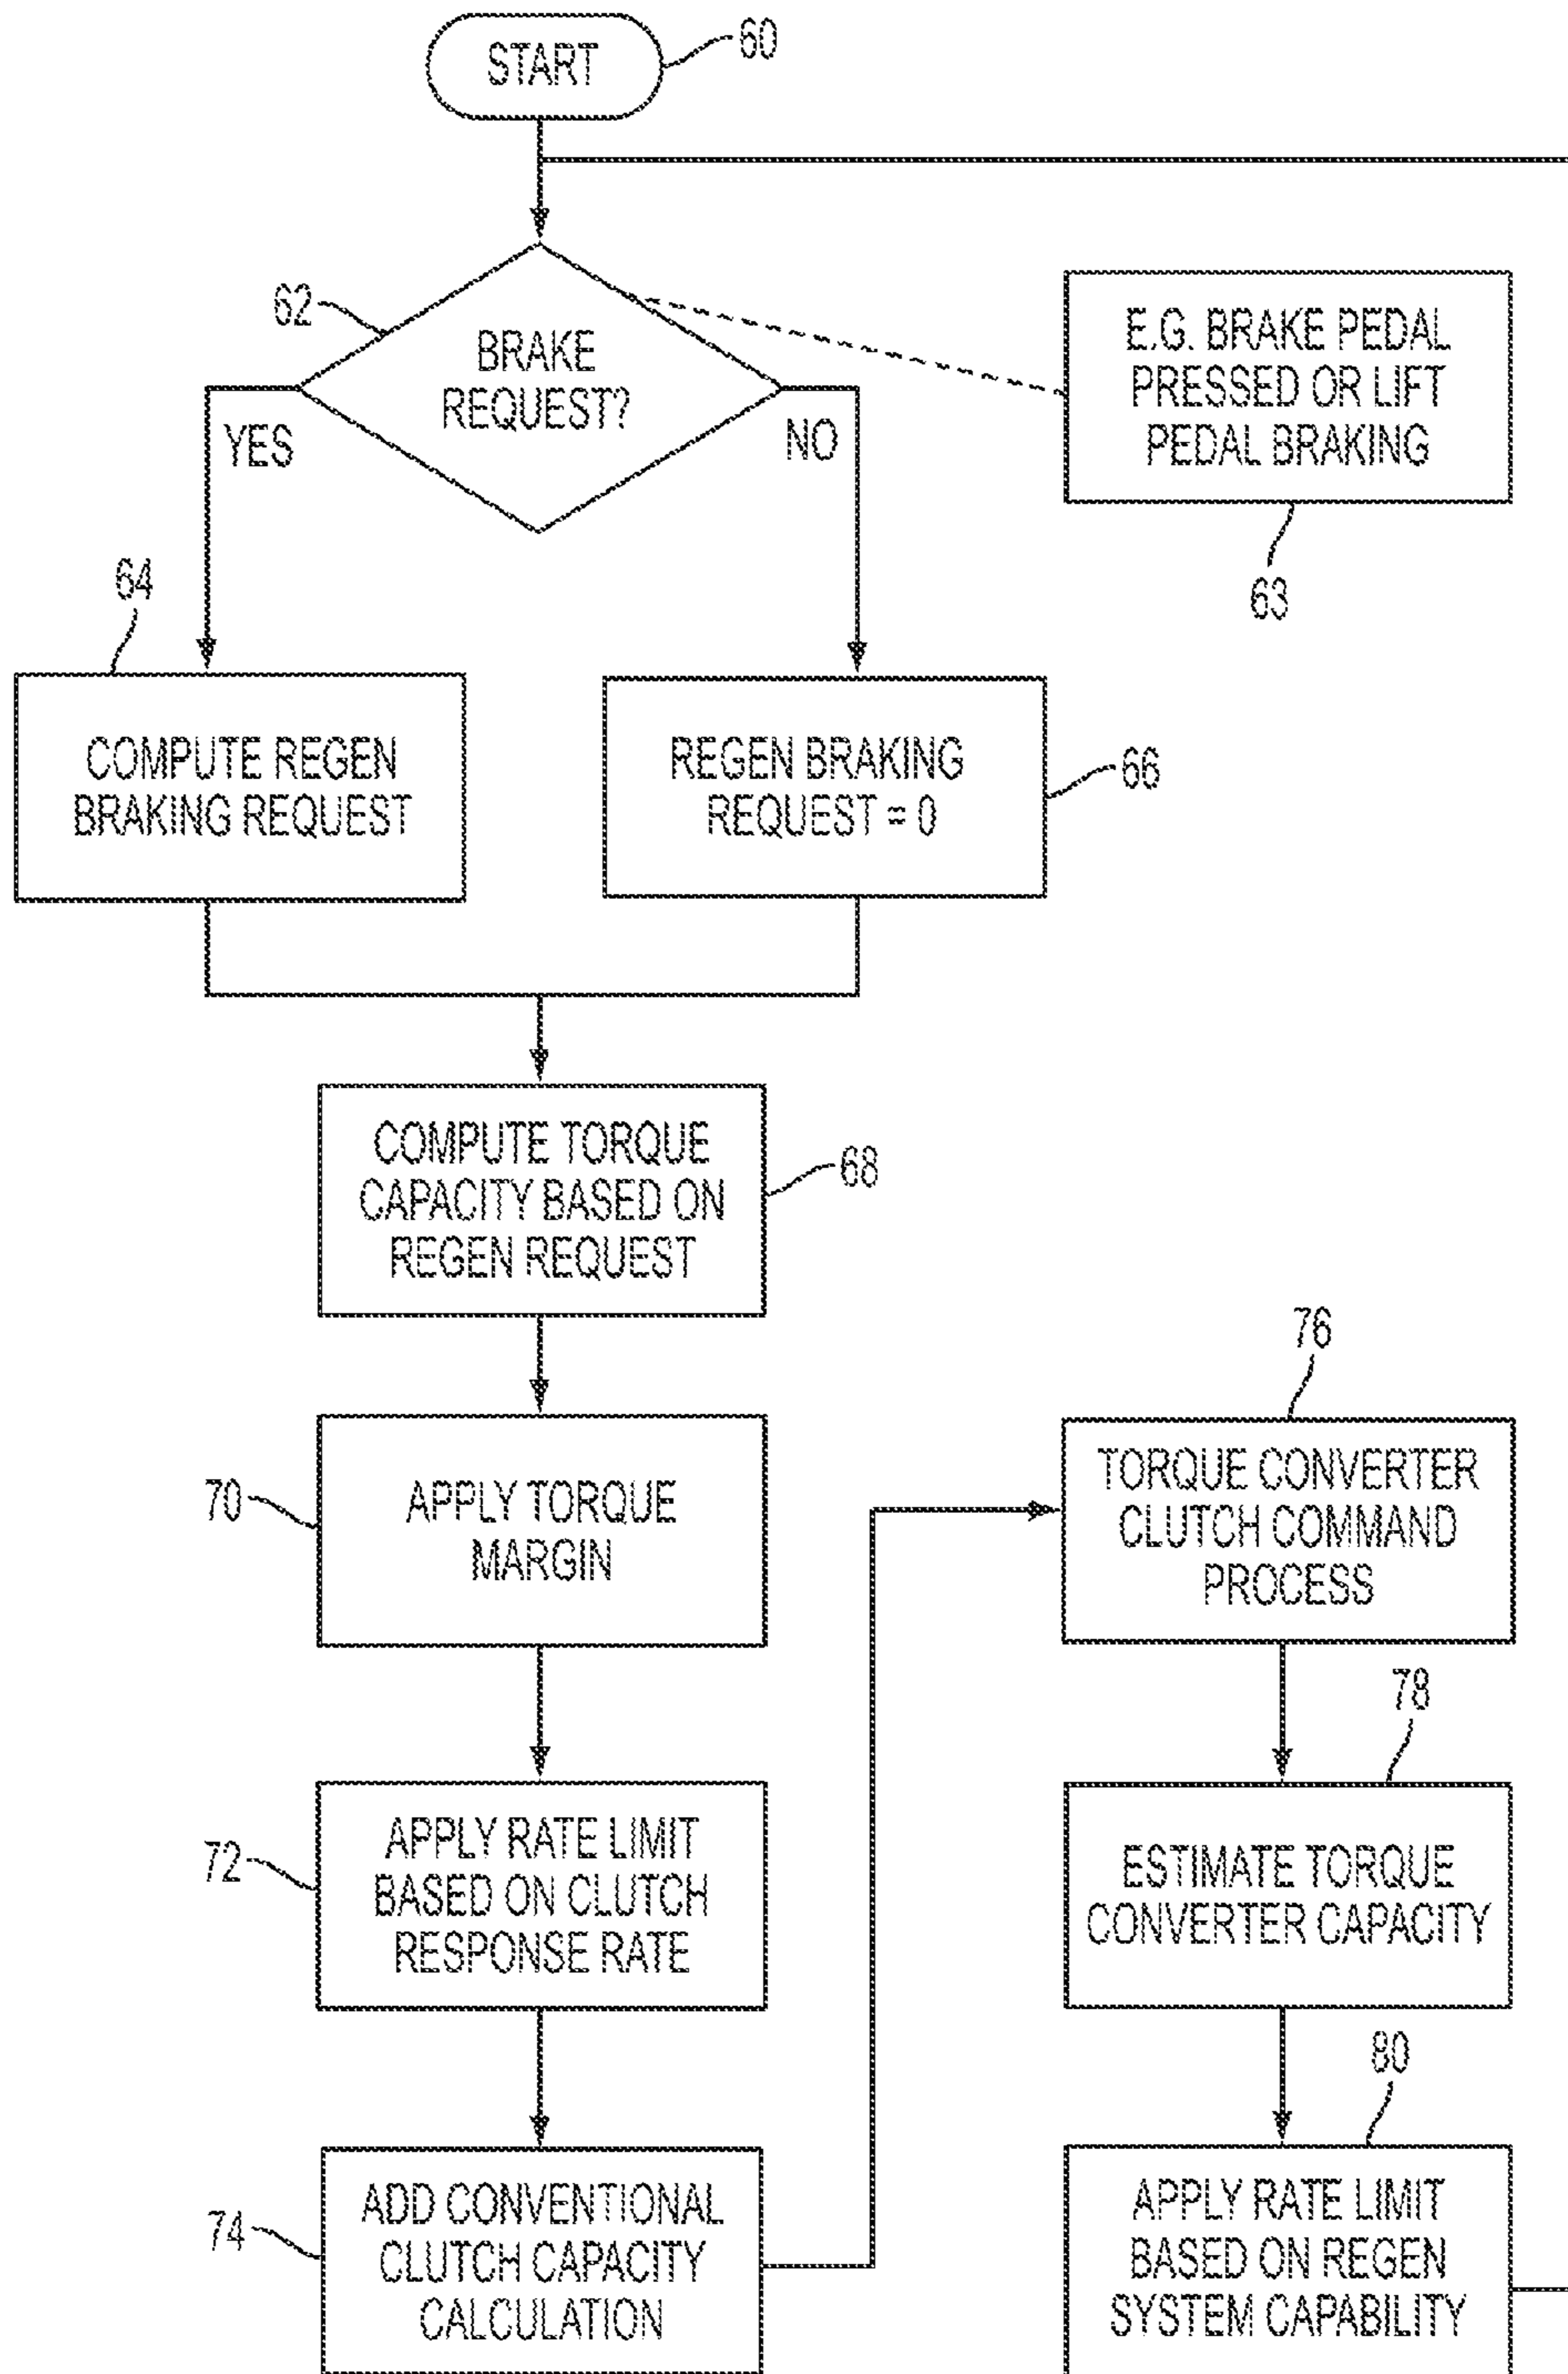 START
60
62
BRAKE
REQUEST?
YES
NO
E.G. BRAKE PEDAL
PRESSED OR LIFT
PEDAL BRAKING
63
64
COMPUTE REGEN
BRAKING REQUEST
REGEN BRAKING
REQUEST = 0
66
COMPUTE TORQUE
CAPACITY BASED ON
REGEN REQUEST
68
70
APPLY TORQUE
MARGIN
72
APPLY RATE LIMIT
BASED ON CLUTCH
RESPONSE RATE
74
ADD CONVENTIONAL
CLUTCH CAPACITY
CALCULATION
76
TORQUE CONVERTER
CLUTCH COMMAND
PROCESS
78
ESTIMATE TORQUE
CONVERTER CAPACITY
80
APPLY RATE LIMIT
BASED ON REGEN
SYSTEM CAPABILITY